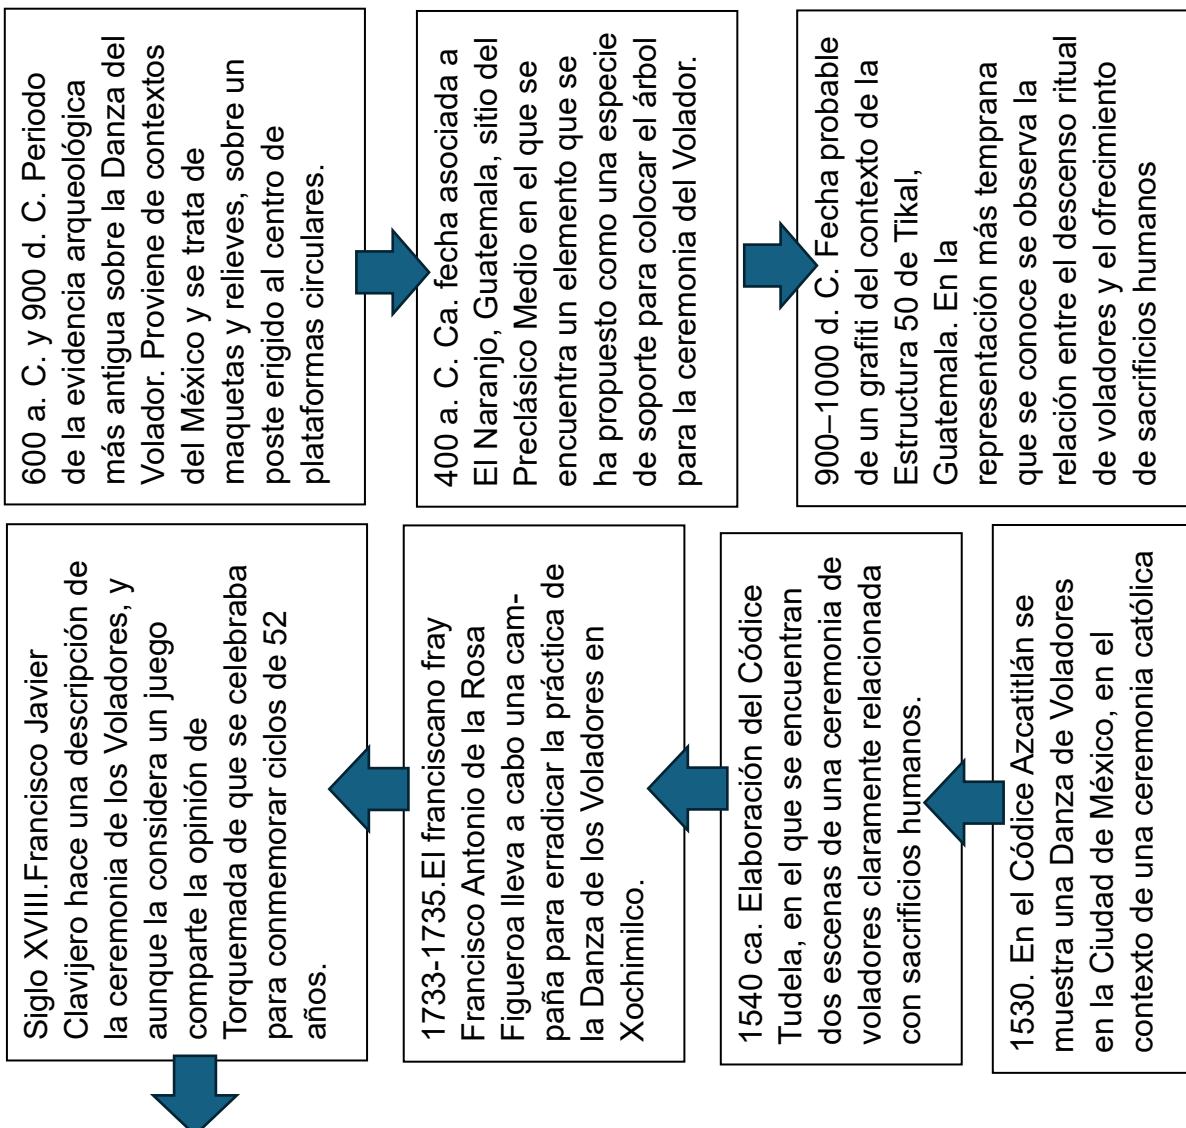 600 a. C. y 900 d. C. Periodo
de la evidencia arqueológica
más antigua sobre la Danza del
Volador. Proviene de contextos
del México y se trata de
maquetas y relieves, sobre un
poste erigido al centro de
plataformas circulares.
400 a. C. Ca. fecha asociada a
El Naranjo, Guatemala, sitio del
Preclásico Medio en el que se
encuentra un elemento que se
ha propuesto como una especie
de soporte para colocar el árbol
para la ceremonia del Volador.
900–1000 d. C. Fecha probable
de un grafiti del contexto de la
Estructura 50 de Tikal,
Guatemala. En la
representación más temprana
que se conoce se observa la
relación entre el descenso ritual
de voladores y el ofrecimiento
de sacrificios humanos
1530. En el Códice Azcatitlán se
muestra una Danza de Voladores
en la Ciudad de México, en el
contexto de una ceremonia católica
1540 ca. Elaboración del Códice
Tudela, en el que se encuentran
dos escenas de una ceremonia de
voladores claramente relacionada
con sacrificios humanos.
1733-1735.El franciscano fray
Francisco Antonio de la Rosa
Figueroa lleva a cabo una cam-
paña para erradicar la práctica de
la Danza de los Voladores en
Xochimilco.
Siglo XVIII.Francisco Javier
Clavijero hace una descripción de
la ceremonia de los Voladores, y
aunque la considera un juego
comparte la opinión de
Torquemada de que se celebraba
para conmemorar ciclos de 52
años.